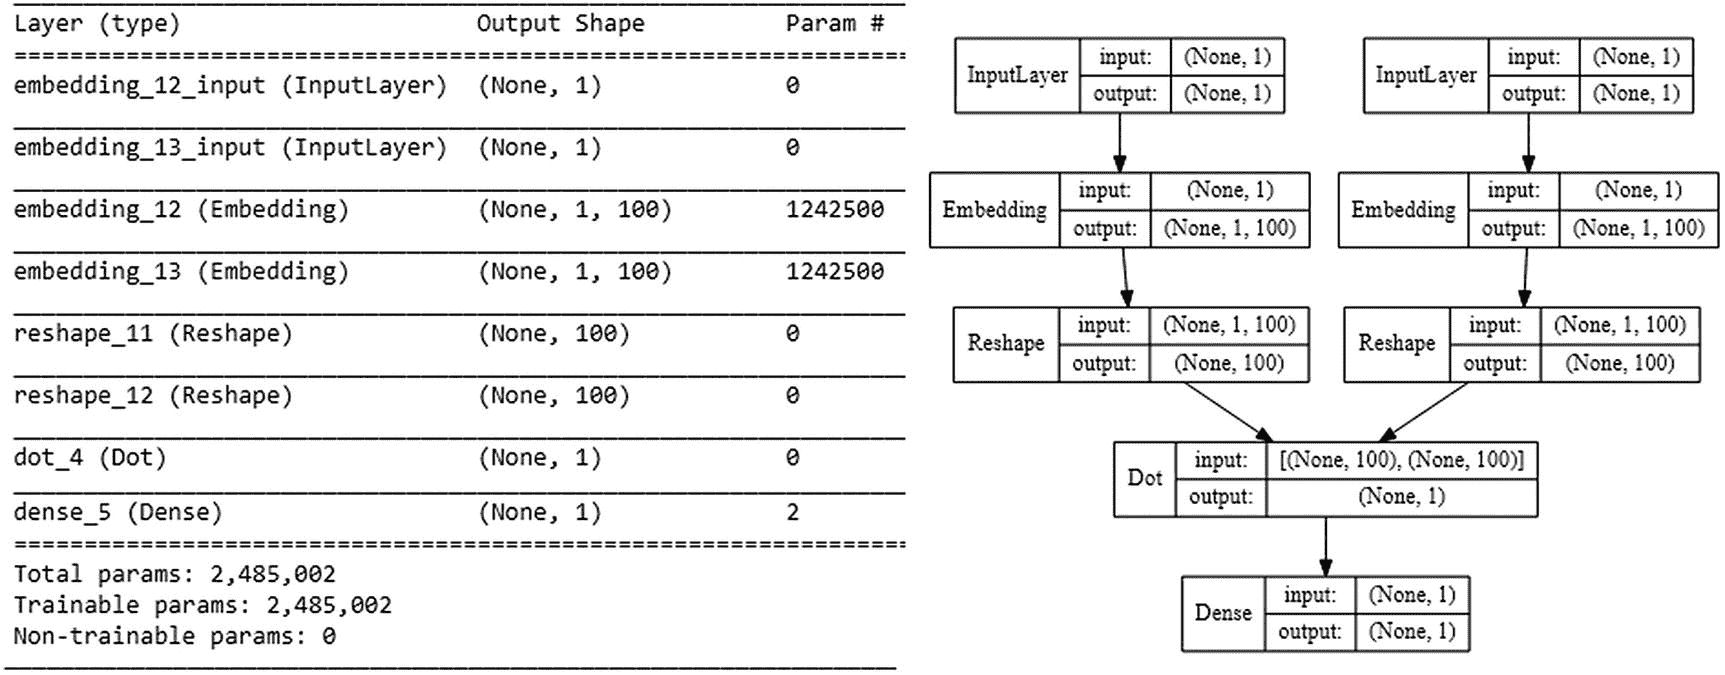 Layer (type) Output Shape Param #
embedding_12_input (InputLayer) (None, 1) 0
embedding_13_input (InputLayer) (None, 1) 0
embedding_12 (Embedding) (None, 1, 100) 1242500
embedding_13 (Embedding) (None, 1, 100) 1242500
reshape_11 (Reshape) (None, 100) 0
reshape_12 (Reshape) (None, 100) 0
dot_4 (Dot) (None, 1) 0
dense_5 (Dense) (None, 1) 2
Total params: 2,485,002
Trainable params: 2,485,002
Non-trainable params: 0
InputLayer
input: (None, 1)
output: (None, 1)
InputLayer
input: (None, 1)
output: (None, 1)
Embedding
input: (None, 1)
output: (None, 1, 100)
Embedding
input: (None, 1)
output: (None, 1, 100)
Reshape
input: (None, 1, 100)
output: (None, 100)
Reshape
input: (None, 1, 100)
output: (None, 100)
Dot
input: [(None, 100), (None, 100)]
output: (None, 1)
Dense
input: (None, 1)
output: (None, 1)